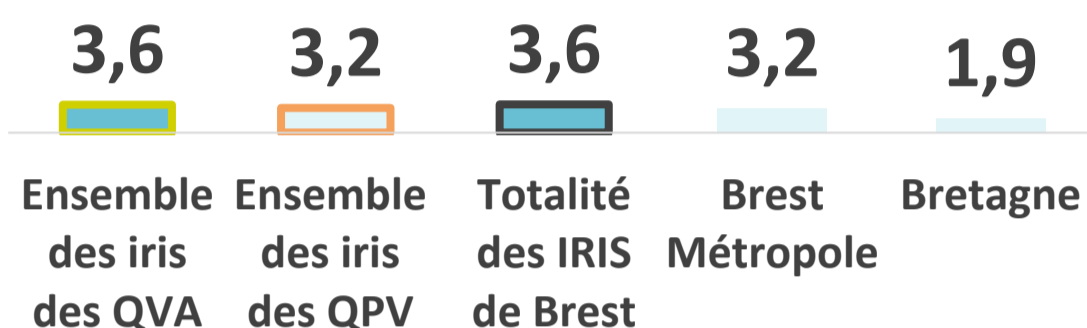 3,6 3,2 3,6 3,2 1,9
Ensemble Ensemble Totalité Brest Bretagne
des iris des iris des IRIS Métropole
des QVA des QPV de Brest